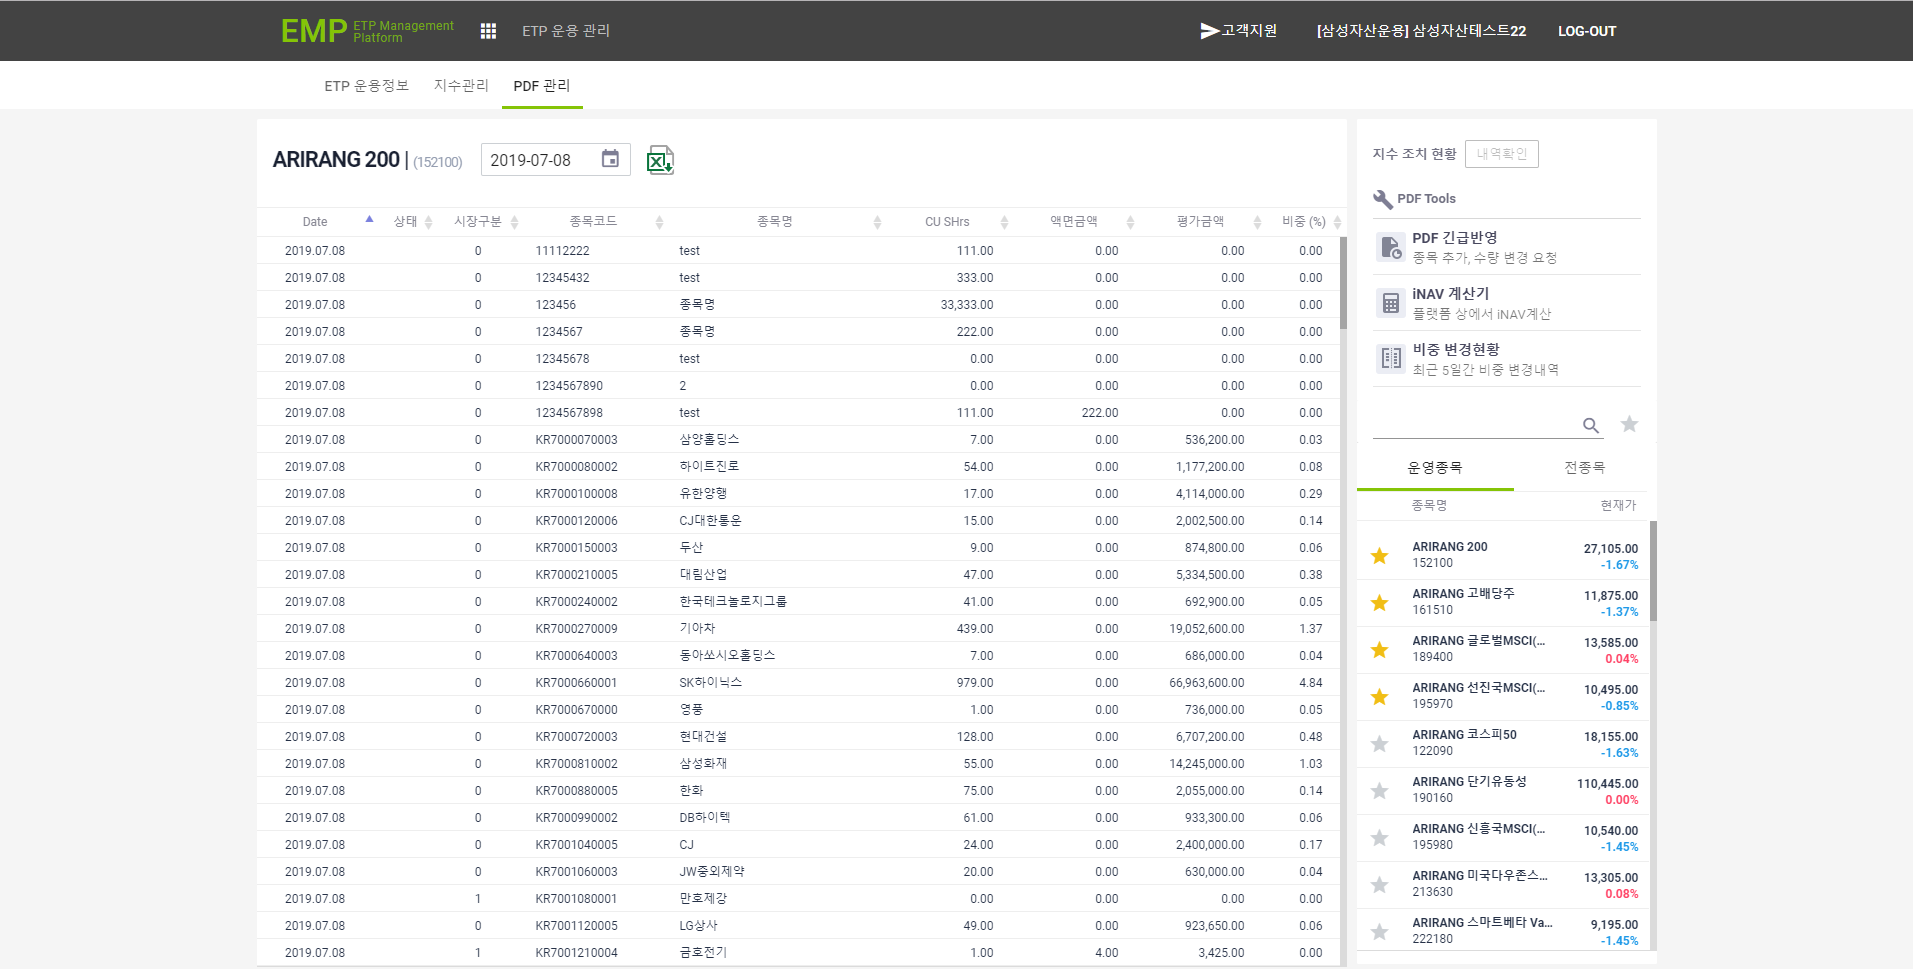 EMP ETP Management Platform ETP 운용 관리 고객지원 [삼성자산운용] 삼성자산테스트22 LOG-OUT
ETP 운용정보 지수관리 PDF 관리
ARIRANG 200 | (152100) 2019-07-08
Date 상태 시장구분 종목코드 종목명 CU SHrs 액면금액 평가금액 비중 (%)
2019.07.08 0 11112222 test 111.00 0.00 0.00 0.00
2019.07.08 0 12345432 test 333.00 0.00 0.00 0.00
2019.07.08 0 123456 종목명 33,333.00 0.00 0.00 0.00
2019.07.08 0 1234567 종목명 222.00 0.00 0.00 0.00
2019.07.08 0 12345678 test 0.00 0.00 0.00 0.00
2019.07.08 0 1234567890 2 0.00 0.00 0.00 0.00
2019.07.08 0 1234567898 test 111.00 222.00 0.00 0.00
2019.07.08 0 KR7000070003 삼양홀딩스 7.00 0.00 536,200.00 0.03
2019.07.08 0 KR7000080002 하이트진로 54.00 0.00 1,177,200.00 0.08
2019.07.08 0 KR7000100008 유한양행 17.00 0.00 4,114,000.00 0.29
2019.07.08 0 KR7000120006 CJ대한통운 15.00 0.00 2,002,500.00 0.14
2019.07.08 0 KR7000150003 두산 9.00 0.00 874,800.00 0.06
2019.07.08 0 KR7000210005 대림산업 47.00 0.00 5,334,500.00 0.38
2019.07.08 0 KR7000240002 한국테크놀로지그룹 41.00 0.00 692,900.00 0.05
2019.07.08 0 KR7000270009 기아차 439.00 0.00 19,052,600.00 1.37
2019.07.08 0 KR7000640003 동아쏘시오홀딩스 7.00 0.00 686,000.00 0.04
2019.07.08 0 KR7000660001 SK하이닉스 979.00 0.00 66,963,600.00 4.84
2019.07.08 0 KR7000670000 영풍 1.00 0.00 736,000.00 0.05
2019.07.08 0 KR7000720003 현대건설 128.00 0.00 6,707,200.00 0.48
2019.07.08 0 KR7000810002 삼성화재 55.00 0.00 14,245,000.00 1.03
2019.07.08 0 KR7000880005 한화 75.00 0.00 2,055,000.00 0.14
2019.07.08 0 KR7000990002 DB하이텍 61.00 0.00 933,300.00 0.06
2019.07.08 0 KR7001040005 CJ 24.00 0.00 2,400,000.00 0.17
2019.07.08 0 KR7001060003 JW중외제약 20.00 0.00 630,000.00 0.04
2019.07.08 1 KR7001080001 만호제강 0.00 0.00 0.00 0.00
2019.07.08 0 KR7001120005 LG상사 49.00 0.00 923,650.00 0.06
2019.07.08 1 KR7001210004 금호전기 1.00 4.00 3,425.00 0.00
지수 조치 현황 내역확인
PDF Tools
PDF 긴급반영
종목 추가, 수량 변경 요청
iNAV 계산기
플랫폼 상에서 iNAV계산
비중 변경현황
최근 5일간 비중 변경내역
운영종목 전종목
종목명 현재가
ARIRANG 200 27,105.00
152100 -1.67%
ARIRANG 고배당주 11,875.00
161510 -1.37%
ARIRANG 글로벌MSCI(... 13,585.00
189400 0.04%
ARIRANG 선진국MSCI(... 10,495.00
195970 -0.85%
ARIRANG 코스피50 18,155.00
122090 -1.63%
ARIRANG 단기유동성 110,445.00
190160 0.00%
ARIRANG 신흥국MSCI(... 10,540.00
195980 -1.45%
ARIRANG 미국다우존스... 13,305.00
213630 0.08%
ARIRANG 스마트베타 Va... 9,195.00
222180 -1.45%